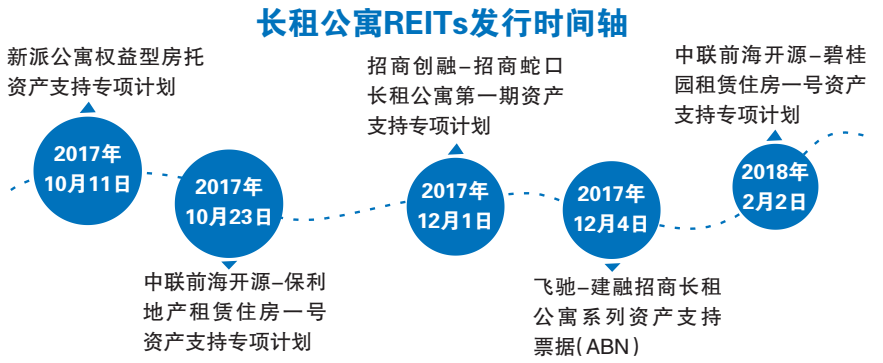 长租公寓REITs发行时间轴
新派公寓权益型房托
资产支持专项计划
2017年
10月11日
2017年
10月23日
中联前海开源-保利
地产租赁住房一号
资产支持专项计划
招商创融-招商蛇口
长租公寓第一期资产
支持专项计划
2017年
12月1日
2017年
12月4日
飞驰-建融招商长租
公寓系列资产支持
票据(ABN)
中联前海开源-碧桂
园租赁住房一号资产
支持专项计划
2018年
2月2日